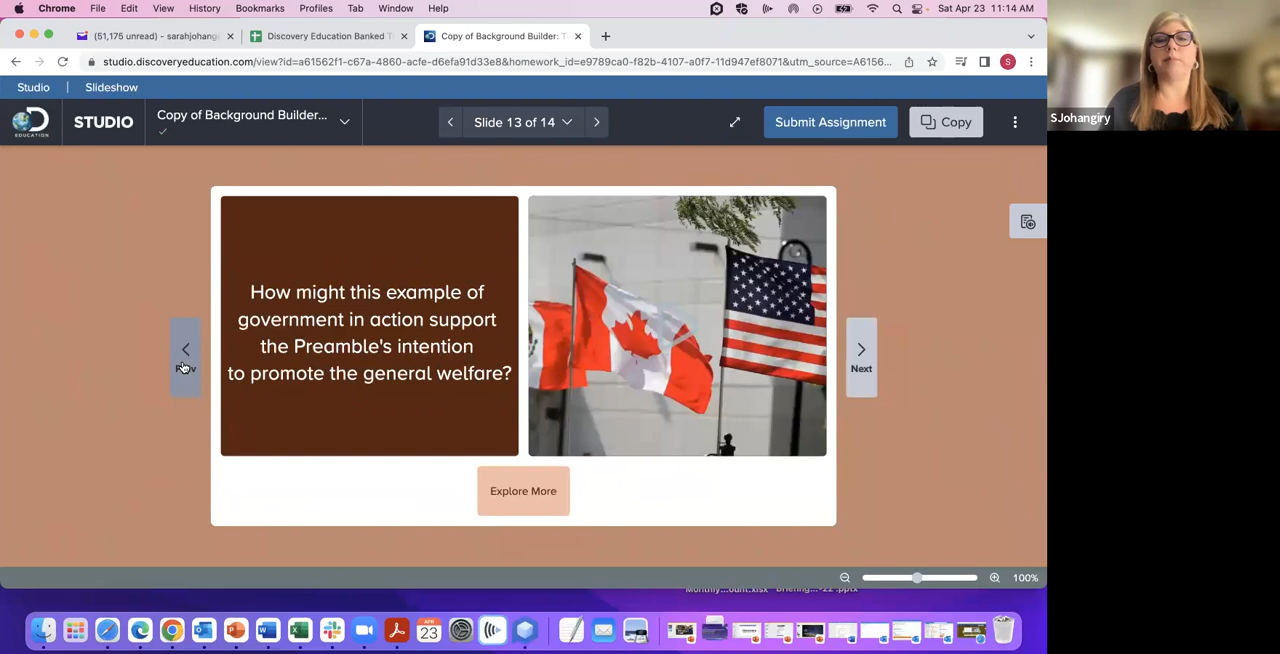 Chrome File Edit View History Bookmarks Profiles Tab Window Help Sat Apr 23 11:14 AM
(51,175 unread) - sarahjohang
Discovery Education Banked T
Copy of Background Builder: T
studio.discoveryeducation.com/view?id=a61562f1-c67a-4860-acfe-d6efa91d33e8&homework_id=e9789ca0-f82b-4107-a0f7-11d947ef8071&utm_source=A6156...
S
Studio | Slideshow
EDUCATION
STUDIO
Copy of Background Builder...
Slide 13 of 14
Submit Assignment
Copy
SJohangiry
How might this example of
government in action support
the Preamble's intention
to promote the general welfare?
Prev
Next
Explore More
100%
APR
23